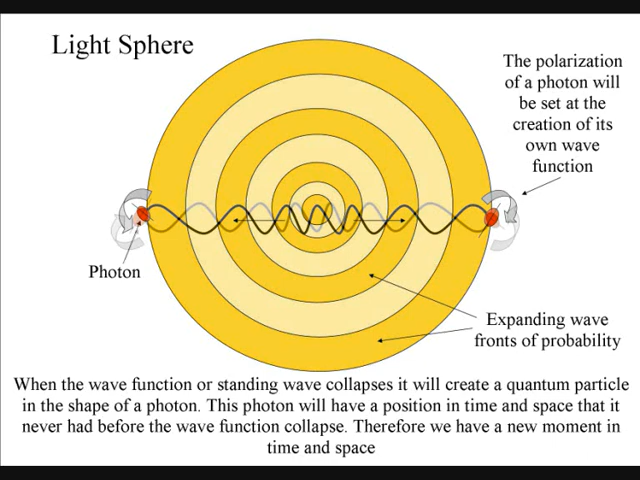 Light Sphere
The polarization
of a photon will
be set at the
creation of its
own wave
function
Photon
Expanding wave
fronts of probability
When the wave function or standing wave collapses it will create a quantum particle
in the shape of a photon. This photon will have a position in time and space that it
never had before the wave function collapse. Therefore we have a new moment in
time and space